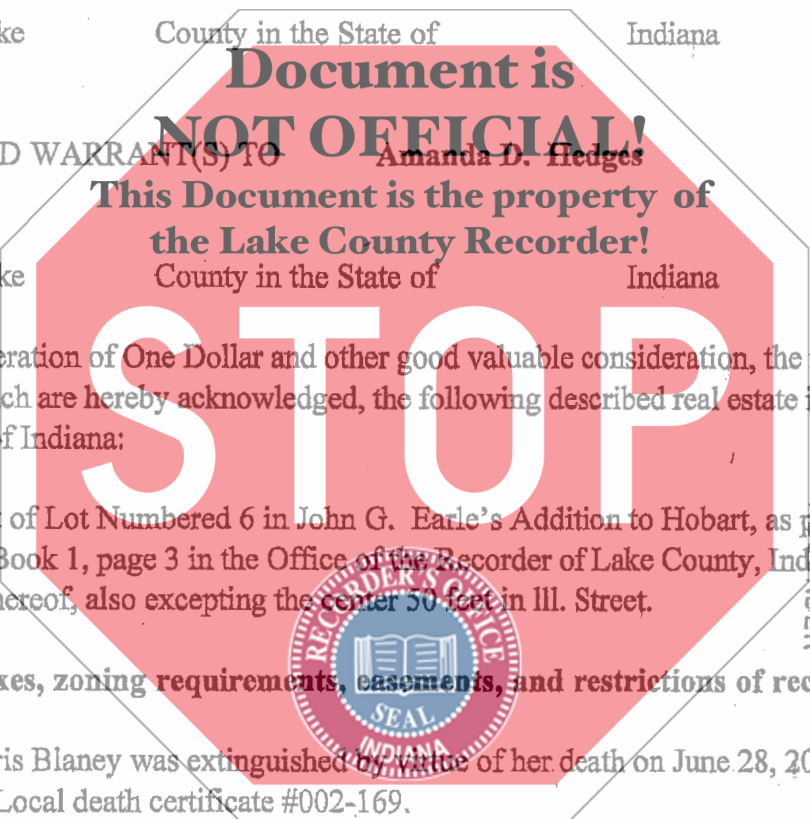 ke County in the State of Indiana
Document is
NOT OFFICIAL!
D WARRANT(S) TO Amanda D. Hedges
This Document is the property of
the Lake County Recorder!
ke County in the State of Indiana
STOP
eration of One Dollar and other good valuable consideration, the
ch are hereby acknowledged, the following described real estate i
f Indiana:
of Lot Numbered 6 in John G. Earle's Addition to Hobart, as p
Book 1, page 3 in the Office of the Recorder of Lake County, Ind
hereof, also excepting the center 50 feet in Ill. Street.
RECORDER'S OFFICE
xes, zoning requirements, easements, and restrictions of rec
SEAL
INDIANA
ris Blaney was extinguished by virtue of her death on June 28, 20
Local death certificate #002-169.